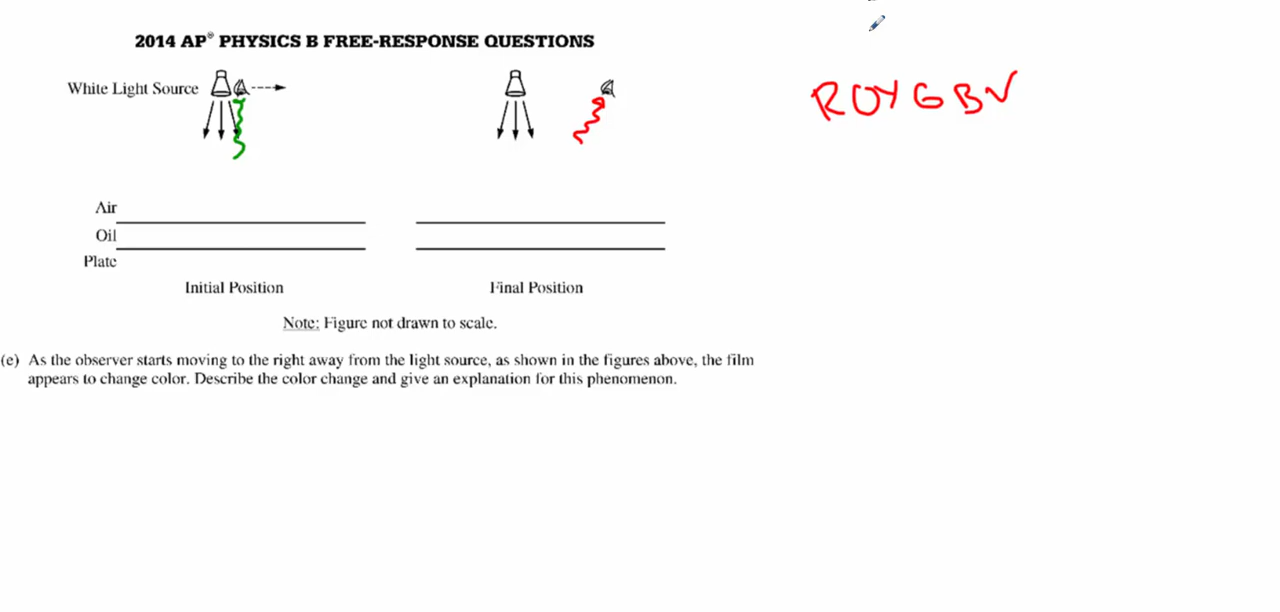 2014 AP® PHYSICS B FREE-RESPONSE QUESTIONS
White Light Source
ROYGBV
Air
Oil
Plate
Initial Position
Final Position
Note: Figure not drawn to scale.
(e) As the observer starts moving to the right away from the light source, as shown in the figures above, the film
appears to change color. Describe the color change and give an explanation for this phenomenon.